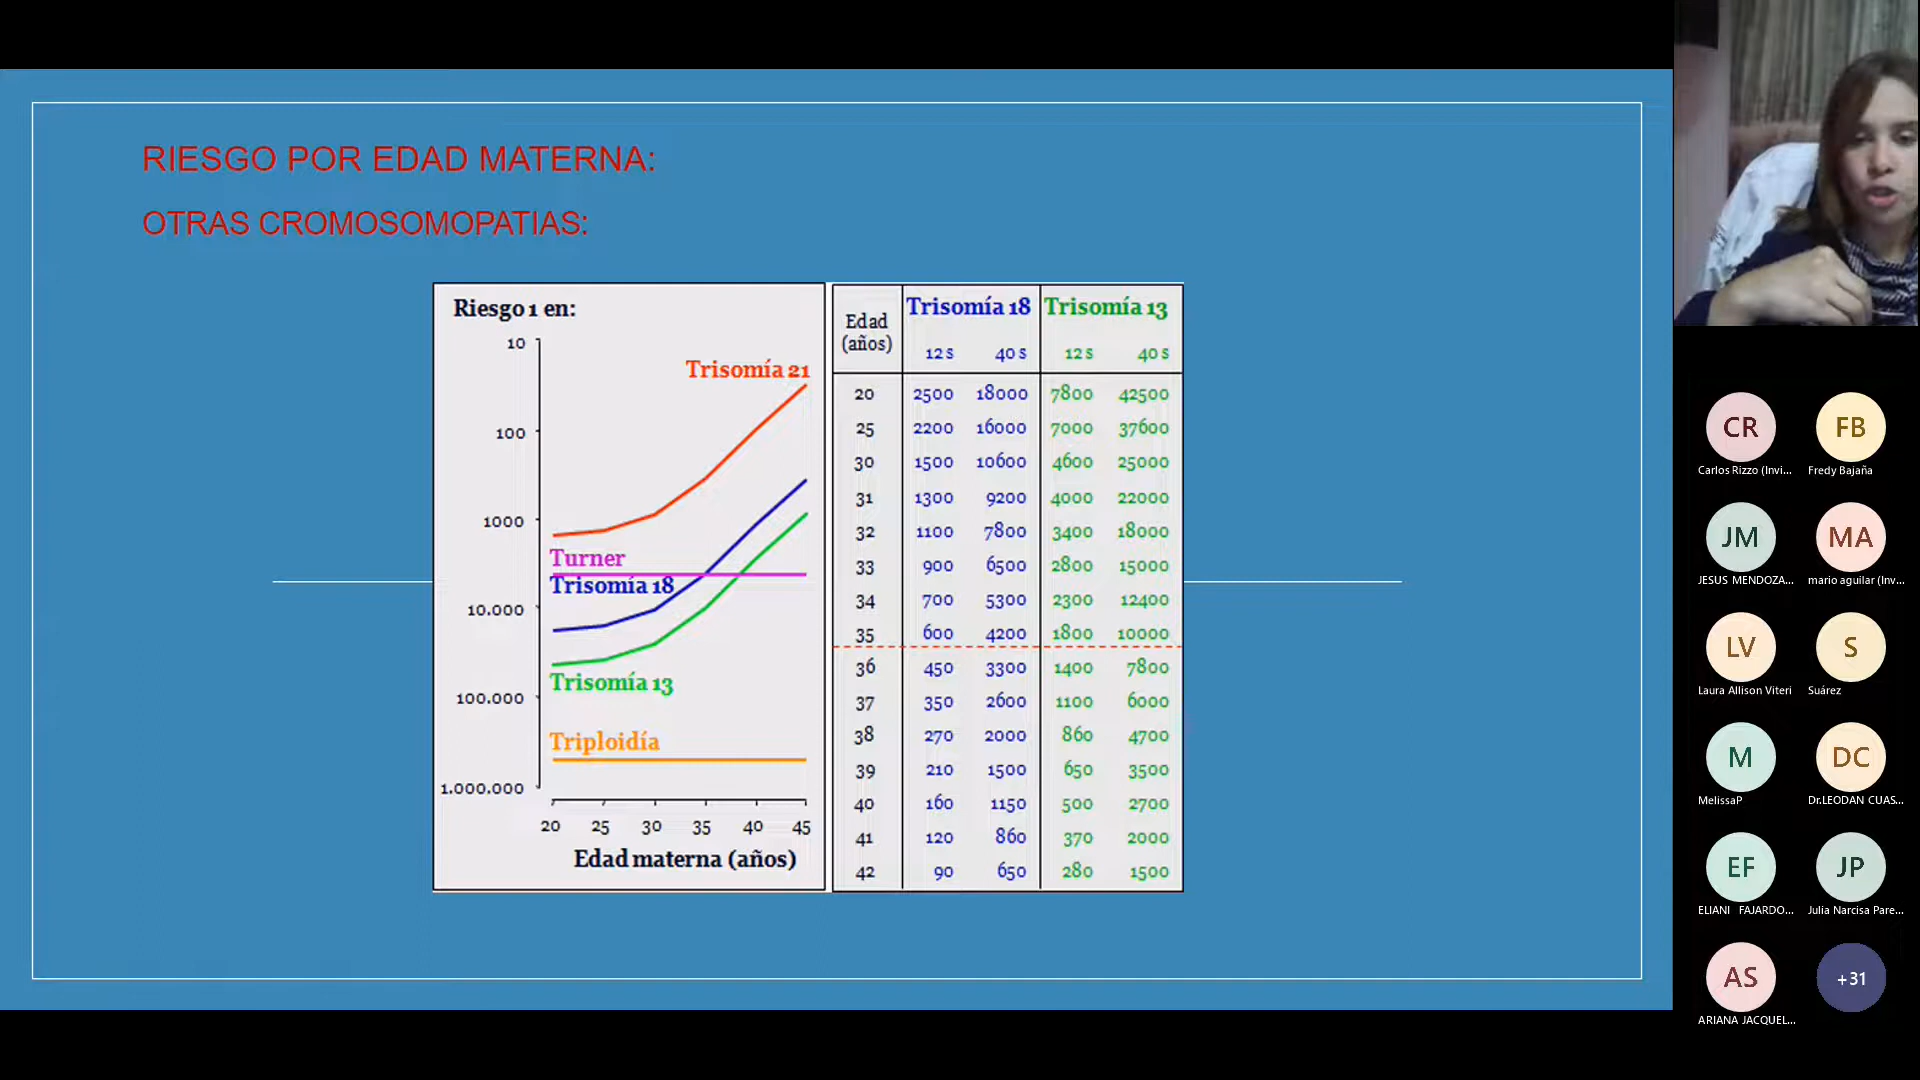 RIESGO POR EDAD MATERNA:
OTRAS CROMOSOMOPATIAS:
Riesgo 1 en:
10
100
1000
10.000
100.000
1.000.000
Trisomía 21
Turner
Trisomía 18
Trisomía 13
Triploidía
20 25 30 35 40 45
Edad materna (años)
Edad (años) Trisomía 18 Trisomía 13
12 s 40 s 12 s 40 s
20 2500 18000 7800 42500
25 2200 16000 7000 37600
30 1500 10600 4600 25000
31 1300 9200 4000 22000
32 1100 7800 3400 18000
33 900 6500 2800 15000
34 700 5300 2300 12400
35 600 4200 1800 10000
36 450 3300 1400 7800
37 350 2600 1100 6000
38 270 2000 860 4700
39 210 1500 650 3500
40 160 1150 500 2700
41 120 860 370 2000
42 90 650 280 1500
CR FB
Carlos Rizzo (Invi... Fredy Bajaña
JM MA
JESUS MENDOZA... mario aguilar (Inv...
LV S
Laura Allison Viteri Suárez
M DC
MelissaP Dr.LEODAN CUAS...
EF JP
ELIANI FAJARDO... Julia Narcisa Pare...
AS +31
ARIANA JACQUEL...